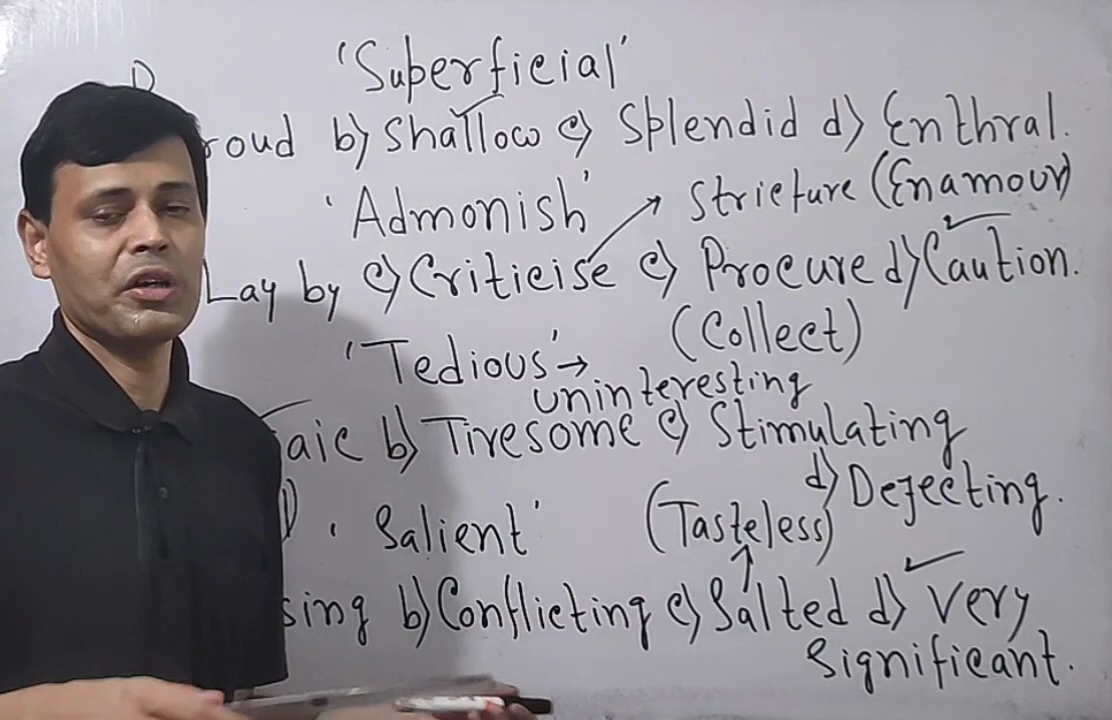 'Superficial'
roud b) Shallow c) Splendid d) Enthral.
'Admonish' → Stricture (Enamour)
Lay by c) Criticise c) Procure d) Caution.
(Collect)
'Tedious' →
uninteresting
aic b) Tiresome c) Stimulating
d) Dejecting.
'Salient' (Tasteless)
sing b) Conflicting c) Salted d) Very
Significant.